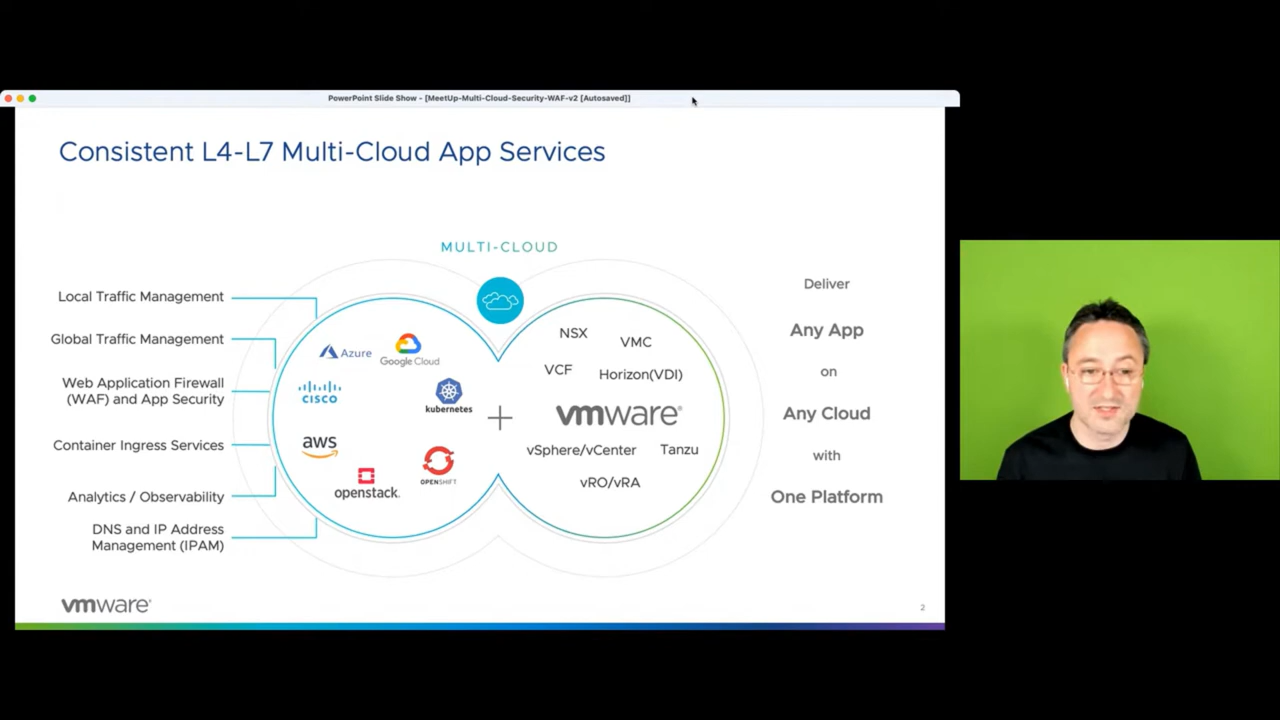 PowerPoint Slide Show - [MeetUp-Multi-Cloud-Security-WAF-v2 [Autosaved]]
Consistent L4-L7 Multi-Cloud App Services
MULTI-CLOUD
Local Traffic Management
Global Traffic Management
Web Application Firewall
(WAF) and App Security
Container Ingress Services
Analytics / Observability
DNS and IP Address
Management (IPAM)
Azure
Google Cloud
CISCO
kubernetes
aws
openstack.
OPENSHIFT
NSX
VMC
VCF
Horizon(VDI)
vmware®
vSphere/vCenter
Tanzu
vRO/vRA
Deliver
Any App
on
Any Cloud
with
One Platform
vmware®
2